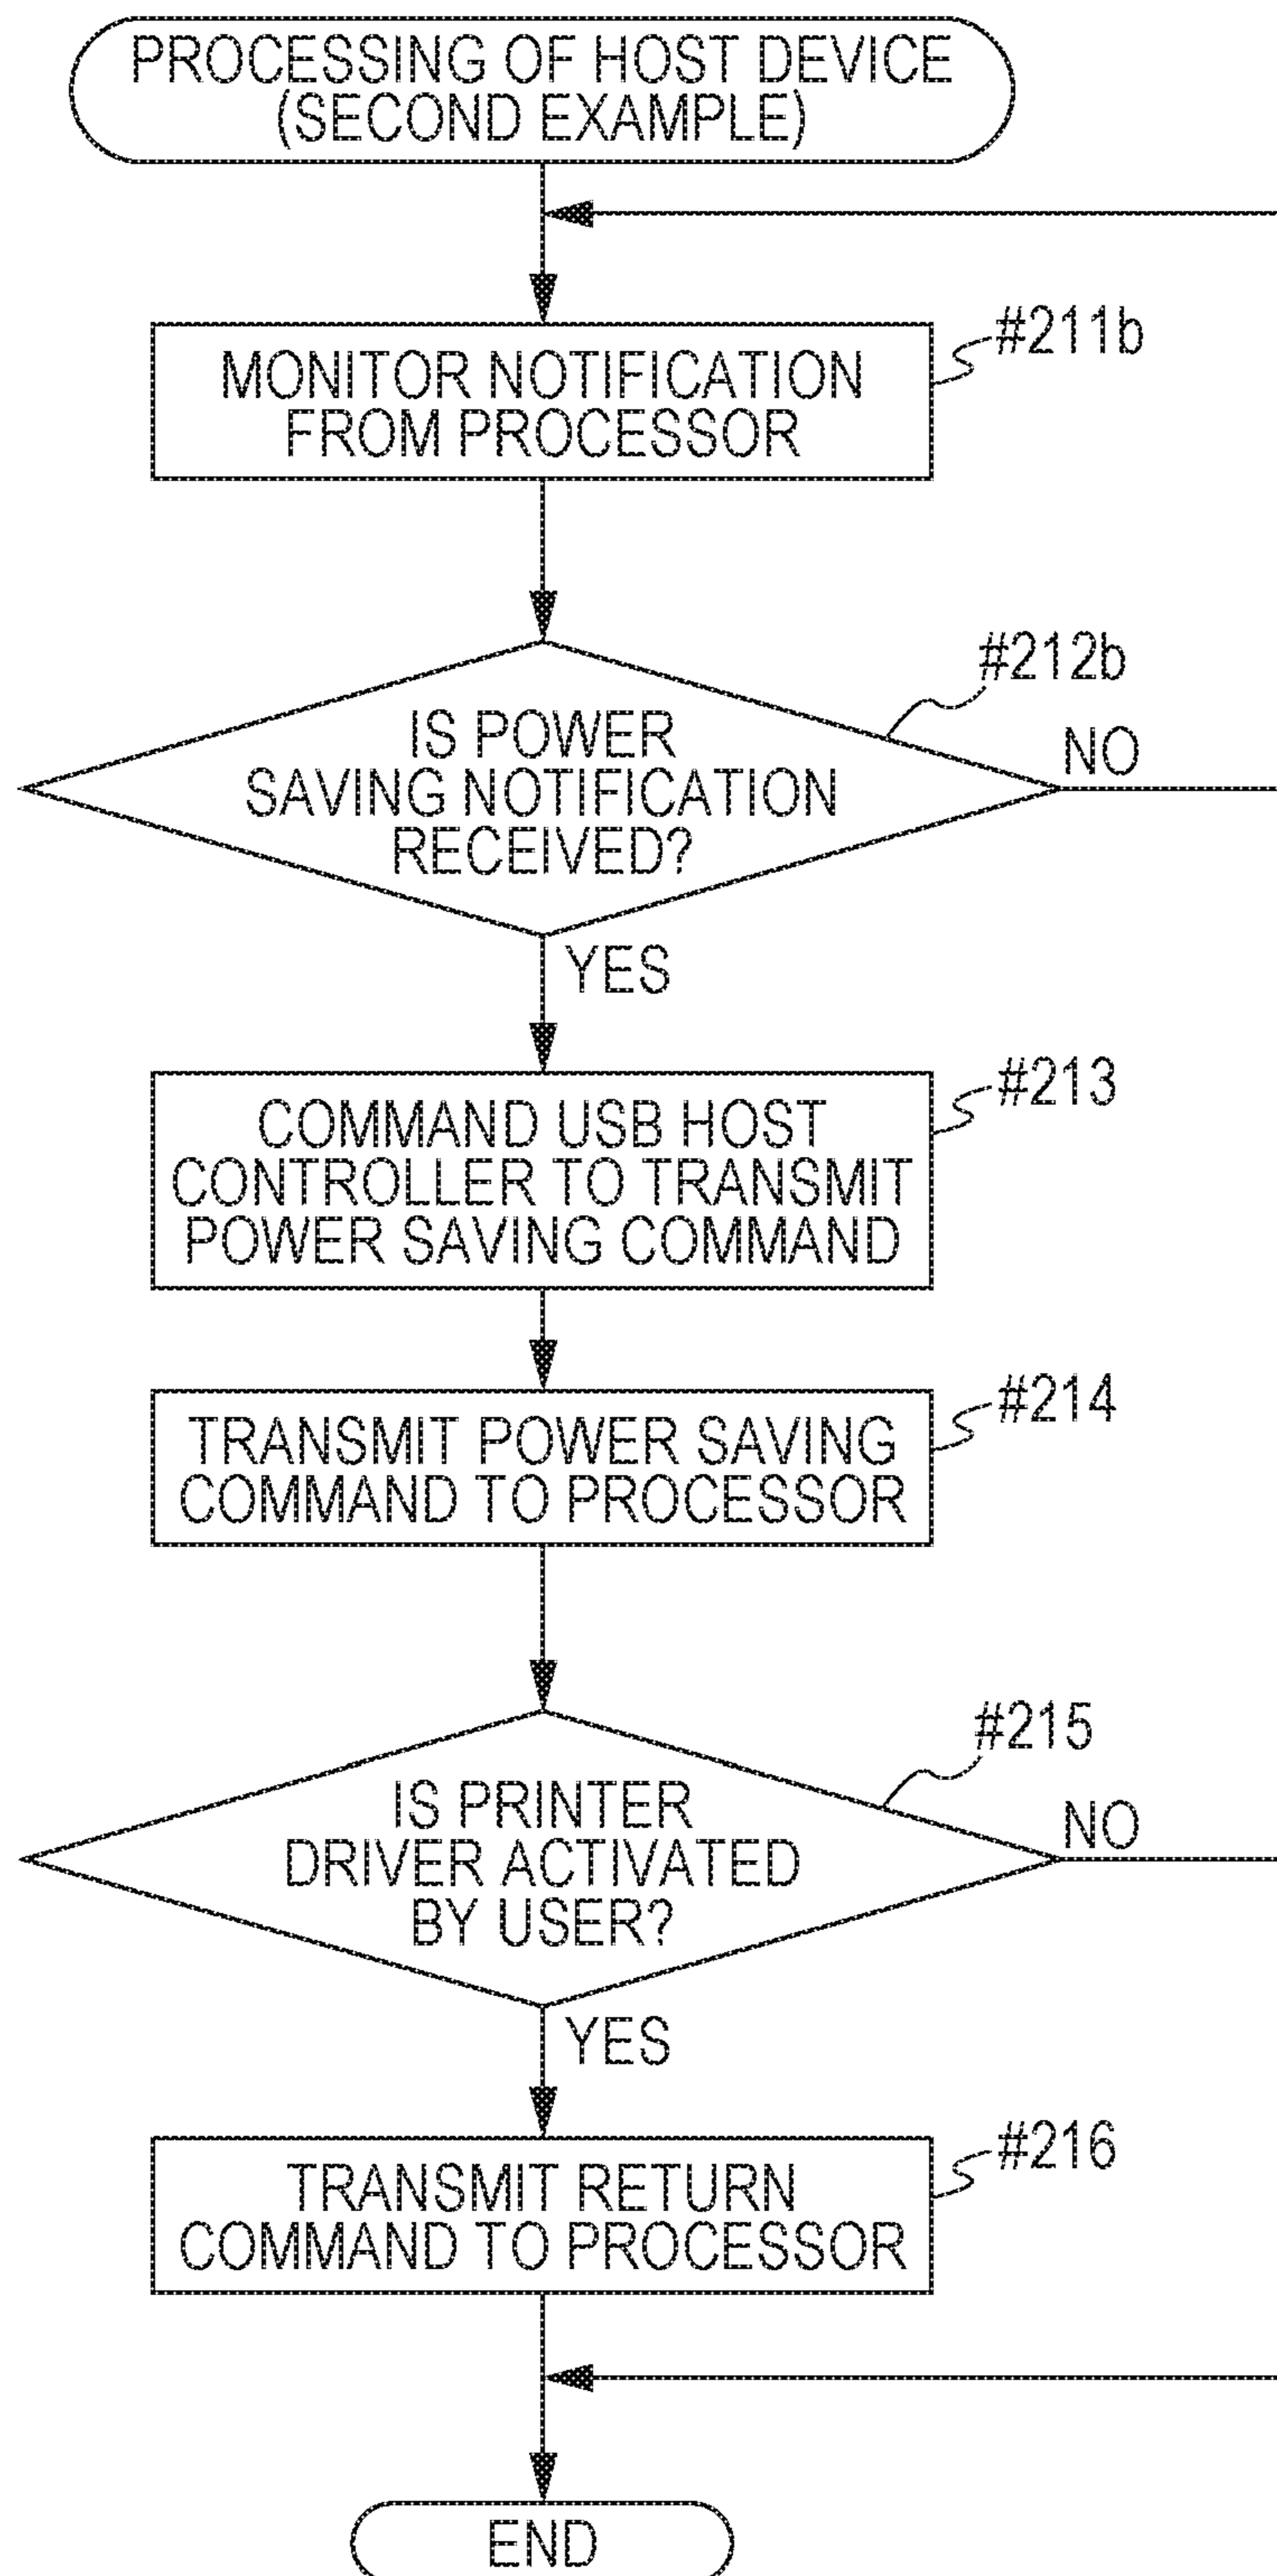 PROCESSING OF HOST DEVICE
(SECOND EXAMPLE)
#211b
MONITOR NOTIFICATION
FROM PROCESSOR
#212b
IS POWER
SAVING NOTIFICATION
RECEIVED?
NO
YES
#213
COMMAND USB HOST
CONTROLLER TO TRANSMIT
POWER SAVING COMMAND
#214
TRANSMIT POWER SAVING
COMMAND TO PROCESSOR
#215
IS PRINTER
DRIVER ACTIVATED
BY USER?
NO
YES
#216
TRANSMIT RETURN
COMMAND TO PROCESSOR
END